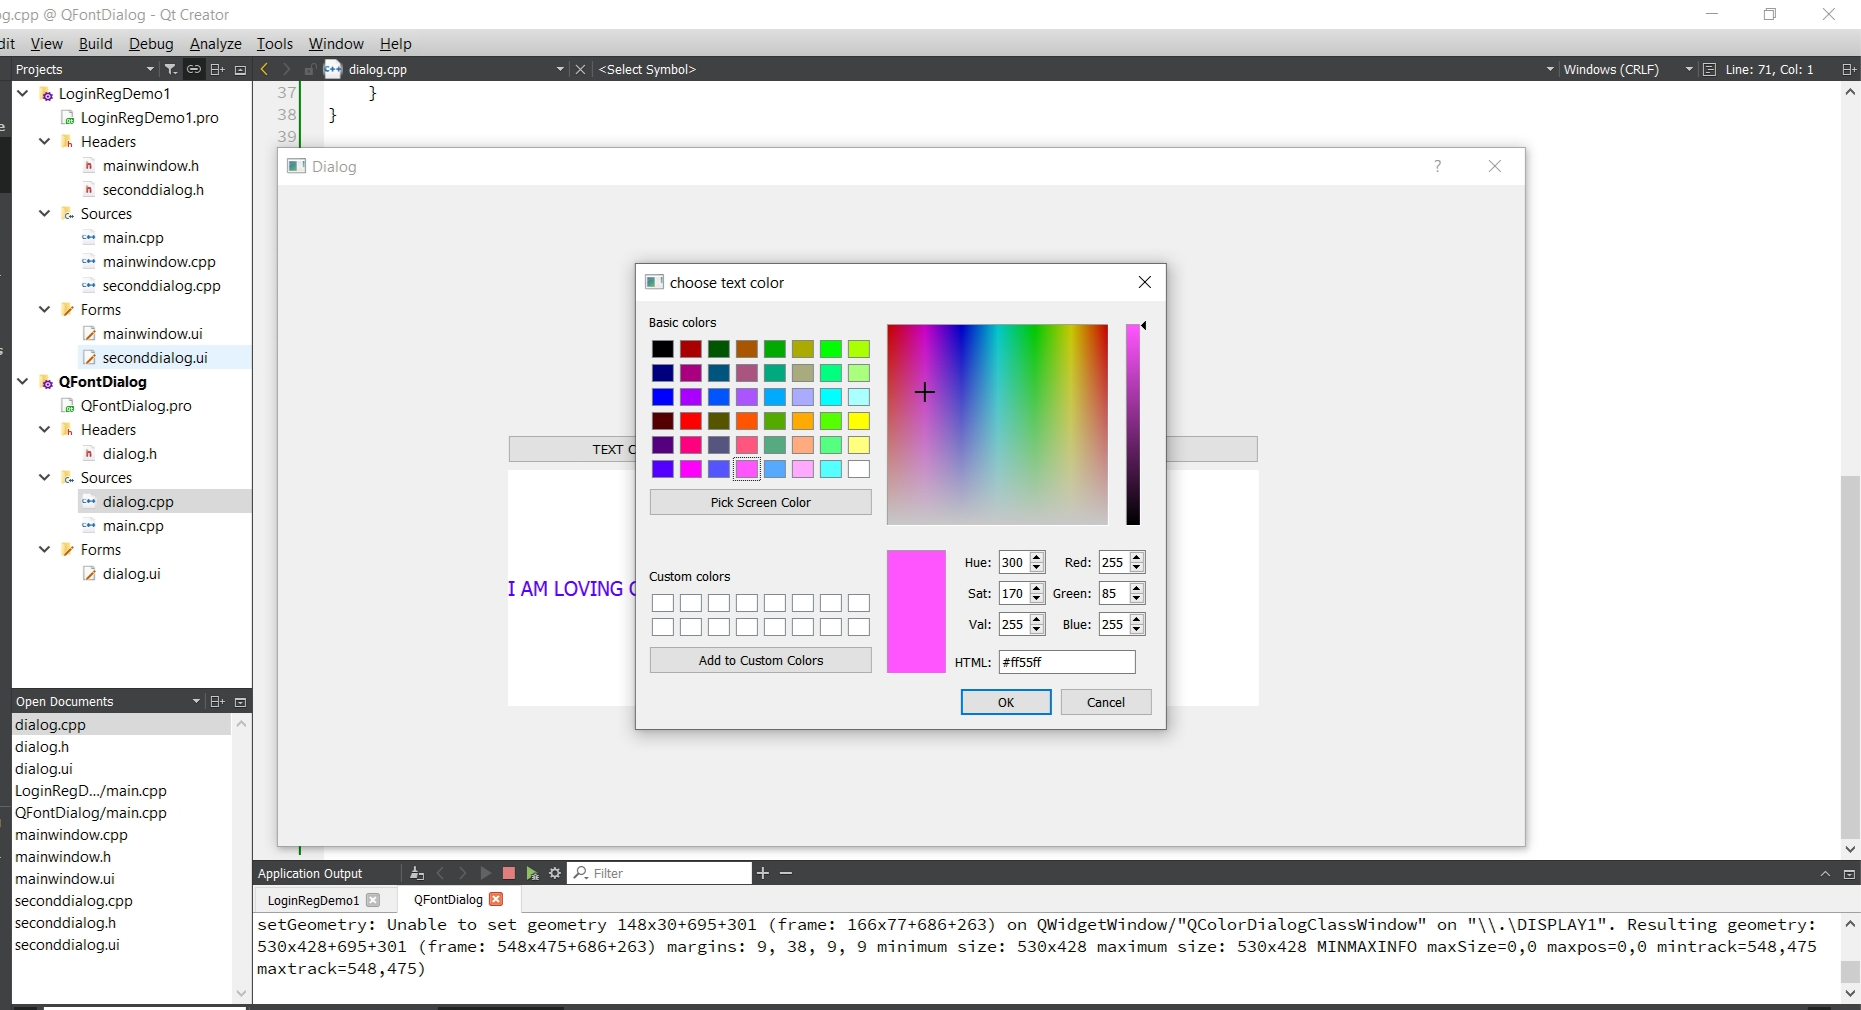 og.cpp @ QFontDialog - Qt Creator
dit View Build Debug Analyze Tools Window Help
Projects
dialog.cpp
<Select Symbol>
Windows (CRLF)
Line: 71, Col: 1
LoginRegDemo1
LoginRegDemo1.pro
Headers
mainwindow.h
seconddialog.h
Sources
main.cpp
mainwindow.cpp
seconddialog.cpp
Forms
mainwindow.ui
seconddialog.ui
QFontDialog
QFontDialog.pro
Headers
dialog.h
Sources
dialog.cpp
main.cpp
Forms
dialog.ui
Open Documents
dialog.cpp
dialog.h
dialog.ui
LoginRegD.../main.cpp
QFontDialog/main.cpp
mainwindow.cpp
mainwindow.h
mainwindow.ui
seconddialog.cpp
seconddialog.h
seconddialog.ui
37 }
38 }
39
Dialog
?
TEXT C
I AM LOVING
choose text color
Basic colors
Pick Screen Color
Custom colors
Add to Custom Colors
Hue: 300 Red: 255
Sat: 170 Green: 85
Val: 255 Blue: 255
HTML: #ff55ff
OK Cancel
Application Output
Filter
LoginRegDemo1
QFontDialog
setGeometry: Unable to set geometry 148x30+695+301 (frame: 166x77+686+263) on QWidgetWindow/"QColorDialogClassWindow" on "\\.\DISPLAY1". Resulting geometry:
530x428+695+301 (frame: 548x475+686+263) margins: 9, 38, 9, 9 minimum size: 530x428 maximum size: 530x428 MINMAXINFO maxSize=0,0 maxpos=0,0 mintrack=548,475
maxtrack=548,475)